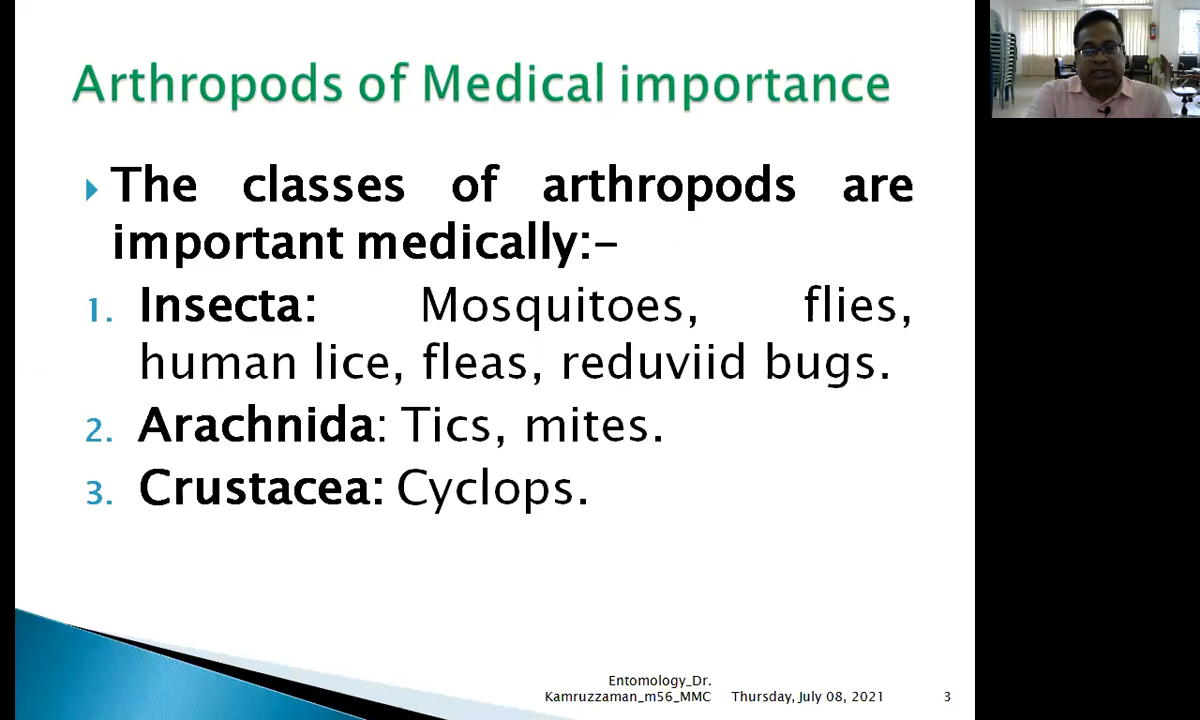 Arthropods of Medical importance
The classes of arthropods are
important medically:-
1. Insecta: Mosquitoes, flies,
human lice, fleas, reduviid bugs.
2. Arachnida: Tics, mites.
3. Crustacea: Cyclops.
Entomology_Dr.
Kamruzzaman_m56_MMC Thursday, July 08, 2021 3